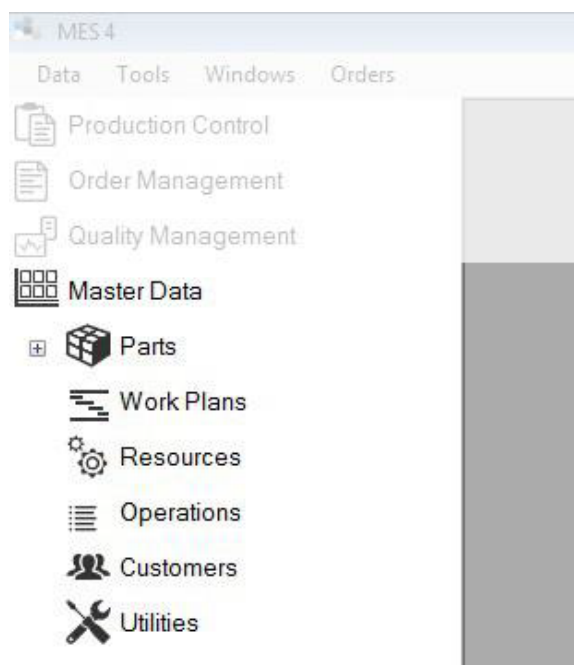 MES 4
Data Tools Windows Orders
Production Control
Order Management
Quality Management
Master Data
Parts
Work Plans
Resources
Operations
Customers
Utilities